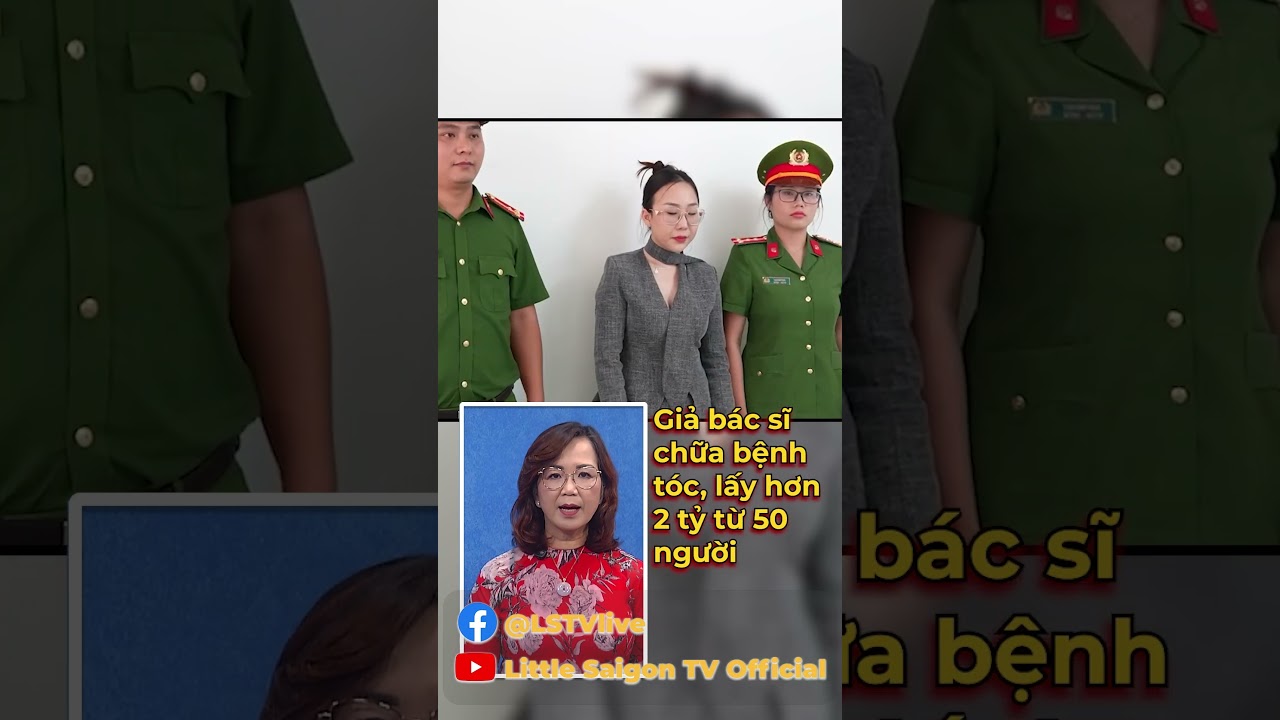 Giả bác sĩ
chữa bệnh
tóc, lấy hơn
2 tỷ từ 50
người
@LSTVlive
Little Saigon TV Official
bác sĩ
ữa bệnh